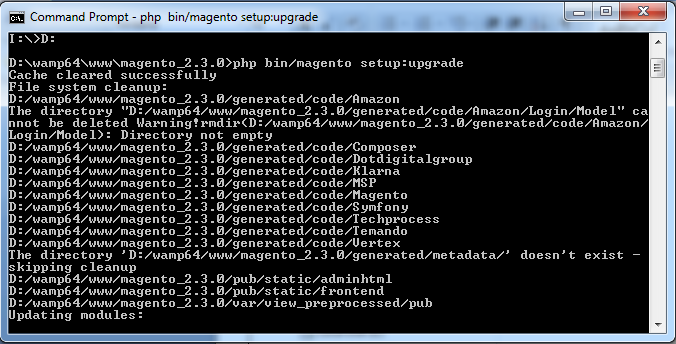 Command Prompt - php  bin/magento setup:upgrade
I:\>D:
D:\wamp64\www\magento_2.3.0>php bin/magento setup:upgrade
Cache cleared successfully
File system cleanup:
D:/wamp64/www/magento_2.3.0/generated/code/Amazon
The directory "D:/wamp64/www/magento_2.3.0/generated/code/Amazon/Login/Model" ca
nnot be deleted Warning!rmdir(D:/wamp64/www/magento_2.3.0/generated/code/Amazon/
Login/Model): Directory not empty
D:/wamp64/www/magento_2.3.0/generated/code/Composer
D:/wamp64/www/magento_2.3.0/generated/code/Dotdigitalgroup
D:/wamp64/www/magento_2.3.0/generated/code/Klarna
D:/wamp64/www/magento_2.3.0/generated/code/MSP
D:/wamp64/www/magento_2.3.0/generated/code/Magento
D:/wamp64/www/magento_2.3.0/generated/code/Symfony
D:/wamp64/www/magento_2.3.0/generated/code/Techprocess
D:/wamp64/www/magento_2.3.0/generated/code/Temando
D:/wamp64/www/magento_2.3.0/generated/code/Vertex
The directory 'D:/wamp64/www/magento_2.3.0/generated/metadata/' doesn't exist -
skipping cleanup
D:/wamp64/www/magento_2.3.0/pub/static/adminhtml
D:/wamp64/www/magento_2.3.0/pub/static/frontend
D:/wamp64/www/magento_2.3.0/var/view_preprocessed/pub
Updating modules: